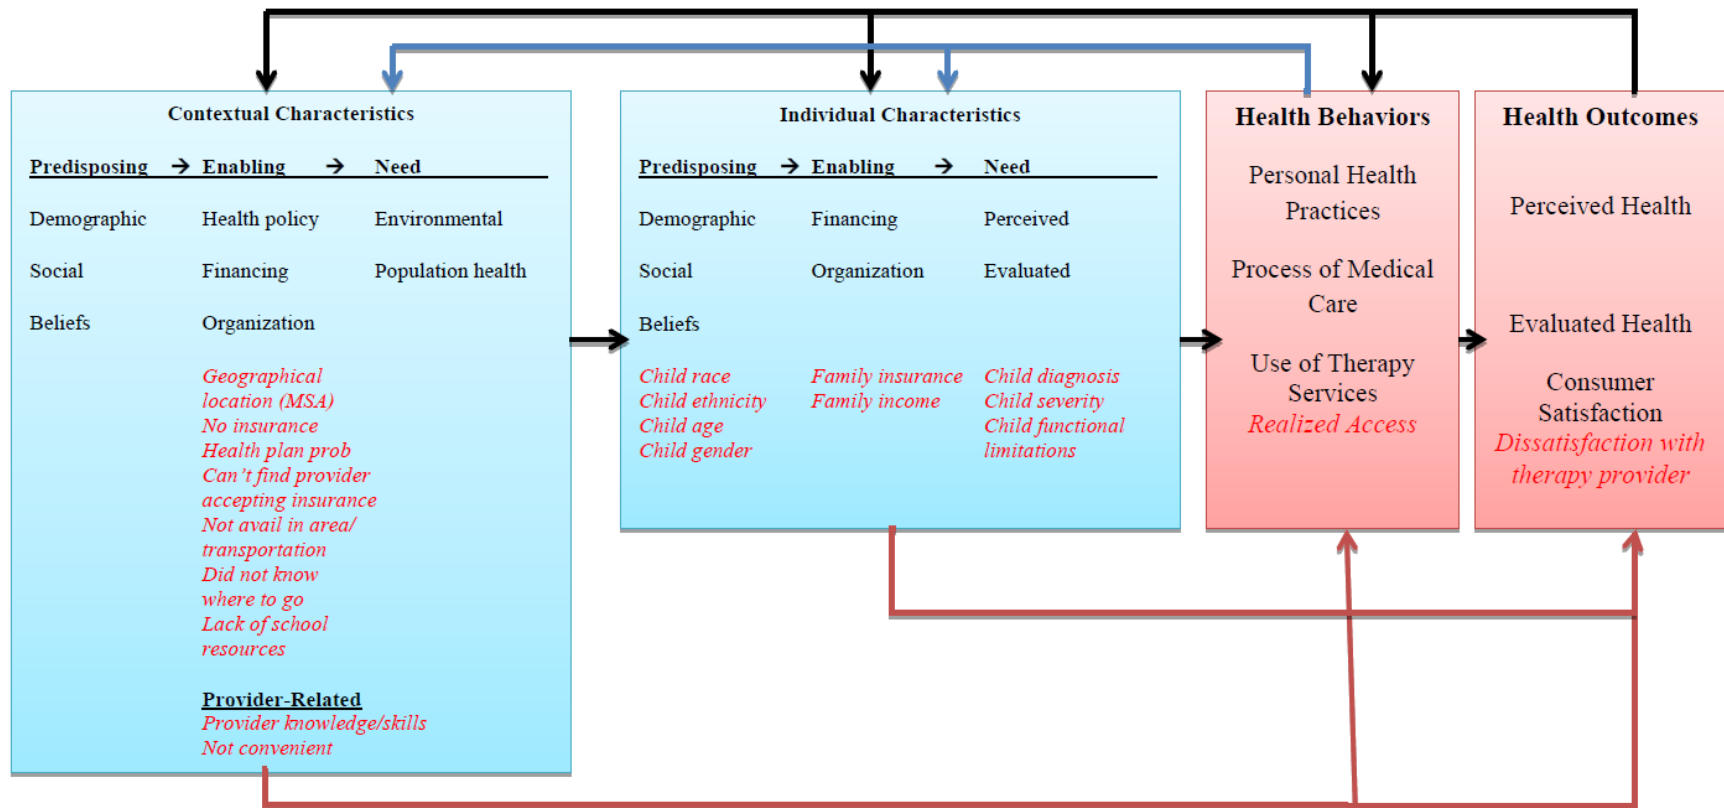 Contextual Characteristics
Predisposing → Enabling → Need
Demographic Health policy Environmental
Social Financing Population health
Beliefs Organization
Geographical
location (MSA)
No insurance
Health plan prob
Can't find provider
accepting insurance
Not avail in area/
transportation
Did not know
where to go
Lack of school
resources
Provider-Related
Provider knowledge/skills
Not convenient
Individual Characteristics
Predisposing → Enabling → Need
Demographic Financing Perceived
Social Organization Evaluated
Beliefs
Child race Family insurance Child diagnosis
Child ethnicity Family income Child severity
Child age Child functional
Child gender limitations
Health Behaviors
Personal Health
Practices
Process of Medical
Care
Use of Therapy
Services
Realized Access
Health Outcomes
Perceived Health
Evaluated Health
Consumer
Satisfaction
Dissatisfaction with
therapy provider